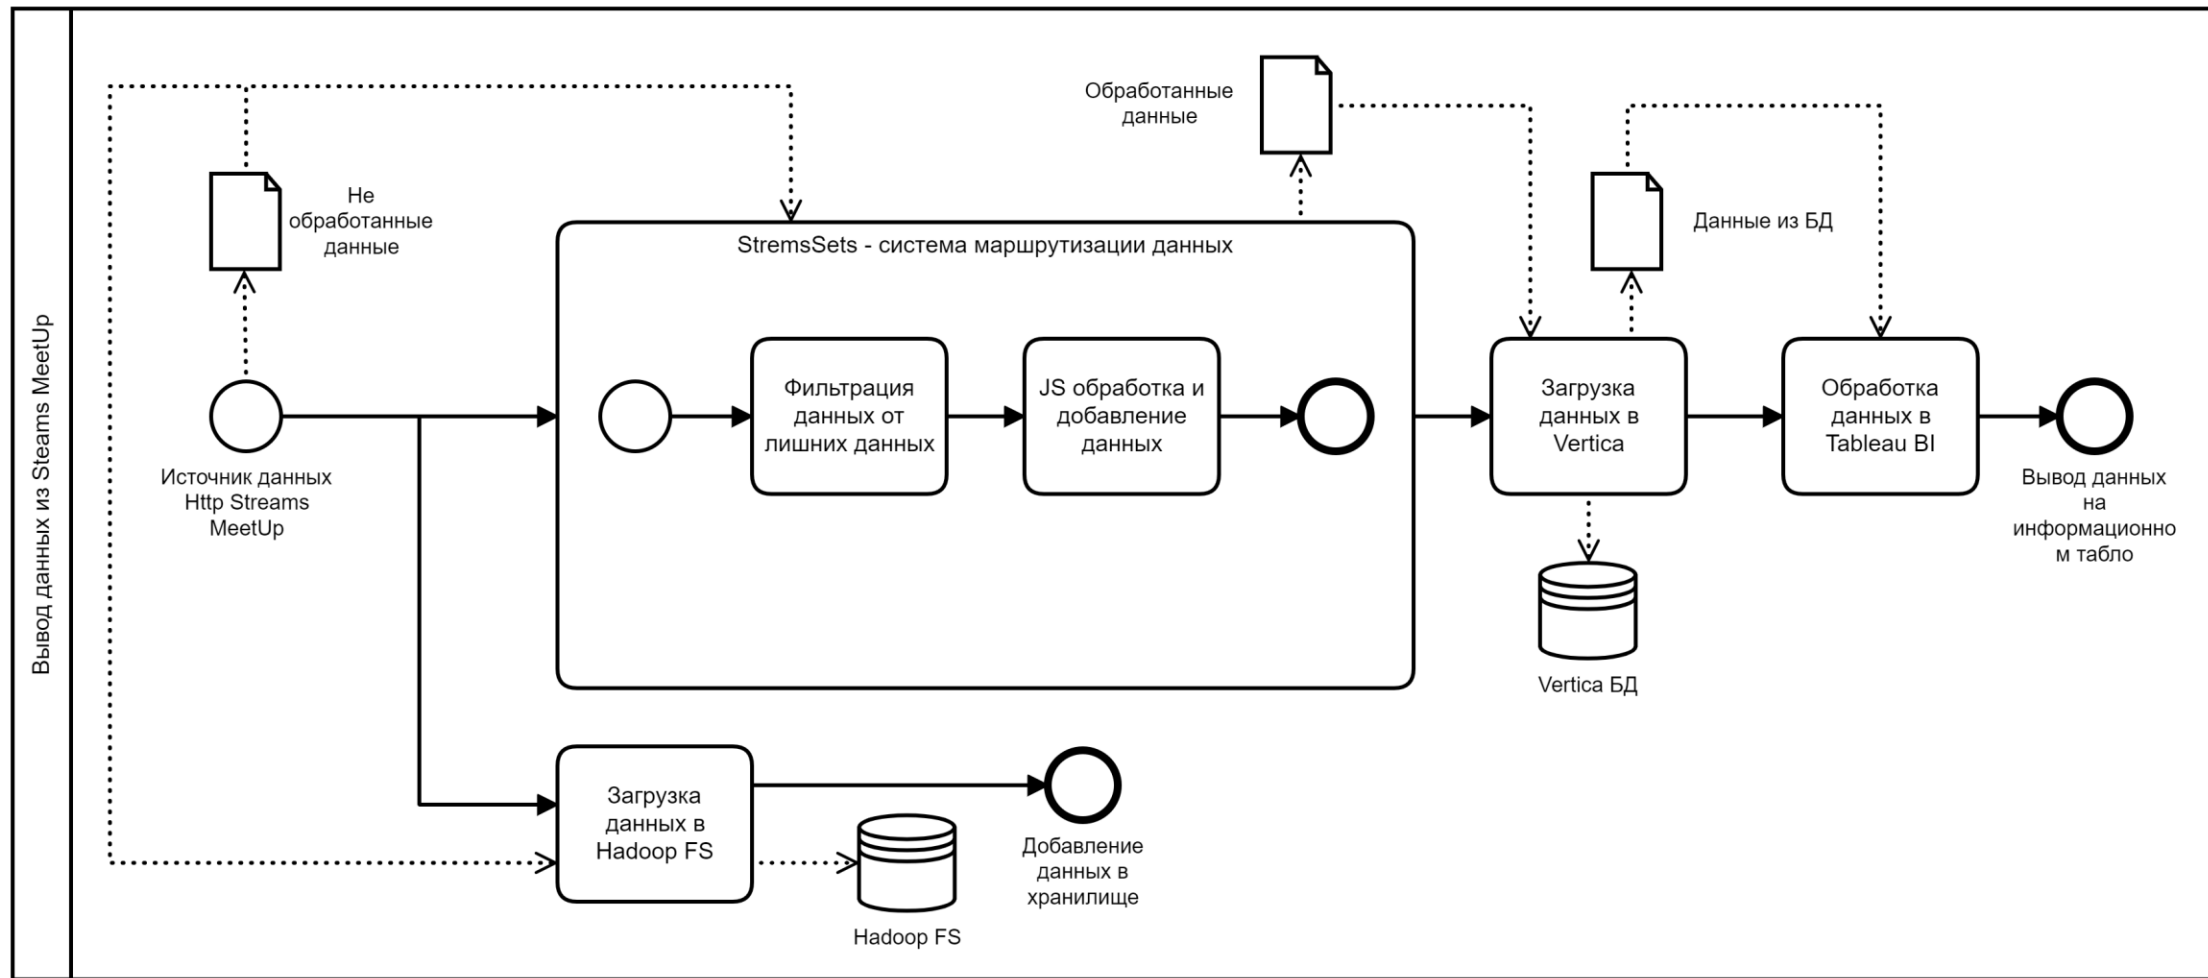 Вывод данных из Steams MeetUp
Обработанные
данные
Не
обработанные
данные
Данные из БД
StremsSets - система маршрутизации данных
Фильтрация
данных от
лишних данных
JS обработка и
добавление
данных
Загрузка
данных в
Vertica
Обработка
данных в
Tableau BI
Источник данных
Http Streams
MeetUp
Вывод данных
на
информационно
м табло
Vertica БД
Загрузка
данных в
Hadoop FS
Добавление
данных в
хранилище
Hadoop FS